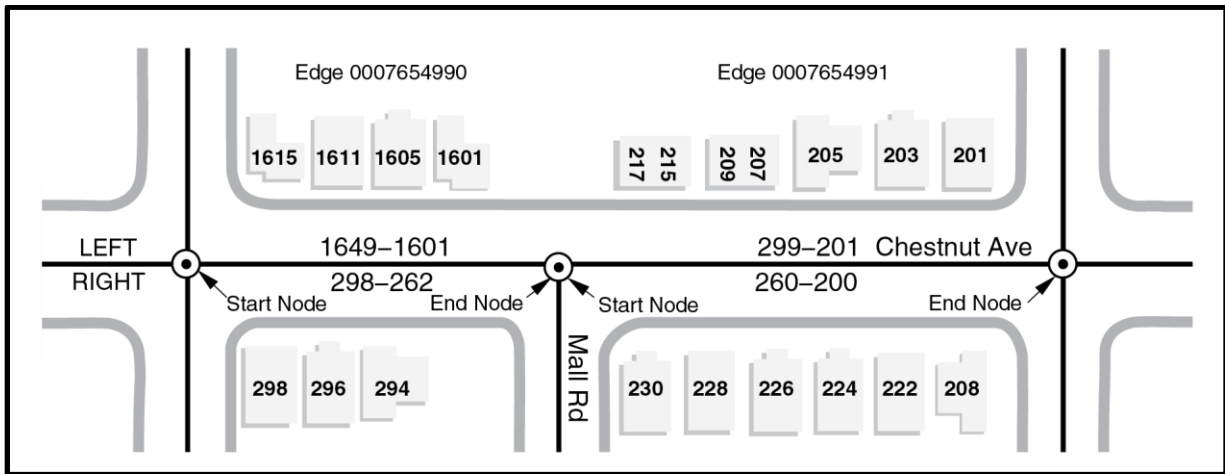 Edge 0007654990
Edge 0007654991
1615 1611 1605 1601
217 215 209 207 205 203 201
LEFT 1649–1601 299–201 Chestnut Ave
RIGHT 298–262 260–200
Start Node End Node Start Node End Node
Mall Rd
298 296 294
230 228 226 224 222 208